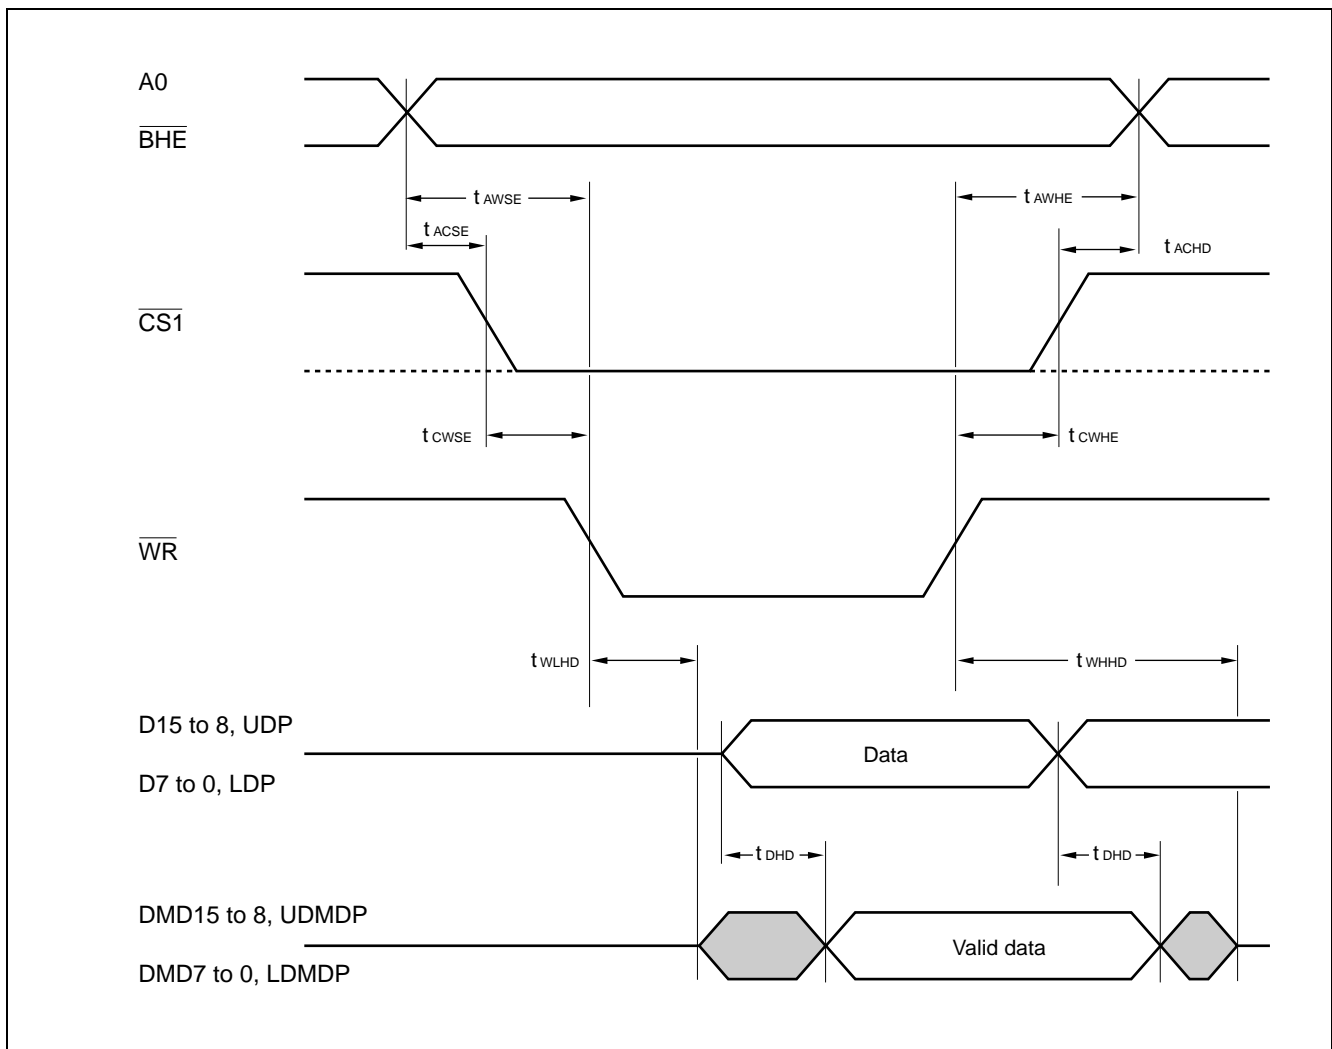 A0
BHE
t AWSE
t AWHE
t ACSE
t ACHD
CS1
t CWSE
t CWHE
WR
t WLHD
t WHHD
D15 to 8, UDP
Data
D7 to 0, LDP
t DHD
t DHD
DMD15 to 8, UDMDP
Valid data
DMD7 to 0, LDMDP